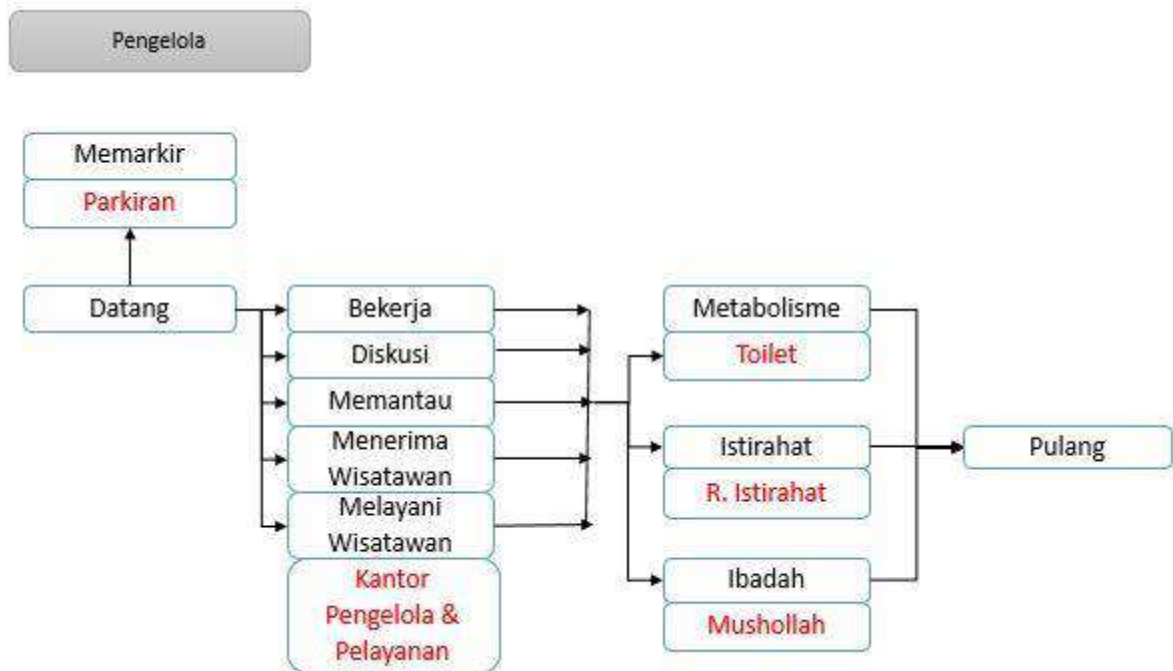 Pengelola
Memarkir
Parkiran
Datang
Bekerja
Diskusi
Memantau
Menerima
Wisatawan
Melayani
Wisatawan
Kantor
Pengelola &
Pelayanan
Metabolisme
Toilet
Istirahat
R. Istirahat
Ibadah
Mushollah
Pulang